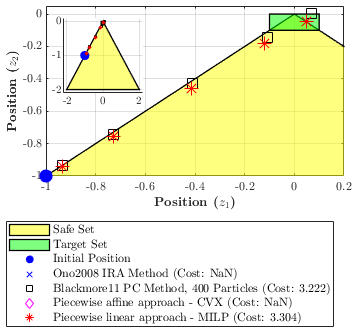 0
-1
-2
-2
0
2
0
-0.2
-0.4
-0.6
-0.8
-1
-1
-0.8
-0.6
-0.4
-0.2
0
0.2
Position (z2)
Position (z1)
Safe Set
Target Set
Initial Position
Ono2008 IRA Method (Cost: NaN)
Blackmore11 PC Method, 400 Particles (Cost: 3.222)
Piecewise affine approach - CVX (Cost: NaN)
Piecewise linear approach - MILP (Cost: 3.304)